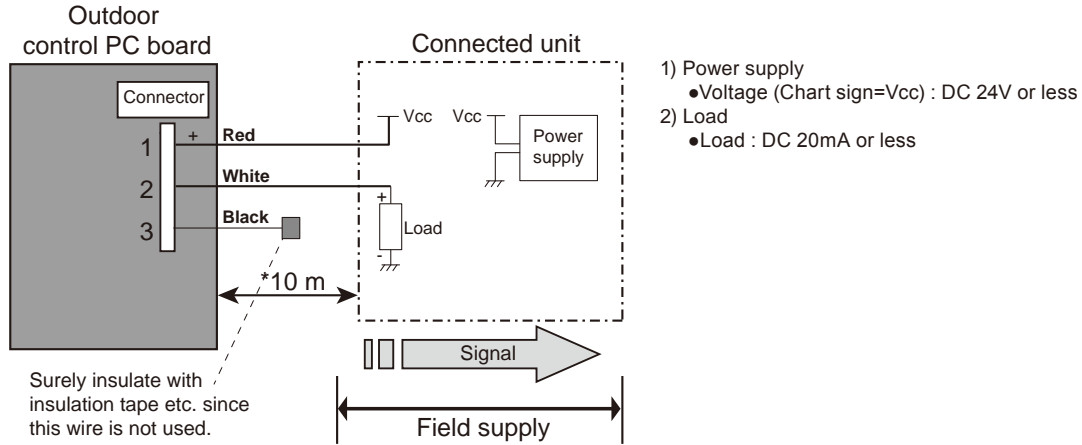 Outdoor
control PC board
Connector
1
2
3
+
Red
White
Black
*10 m
Surely insulate with
insulation tape etc. since
this wire is not used.
Connected unit
Vcc
Vcc
Power
supply
+
Load
-
Signal
Field supply
1) Power supply
●Voltage (Chart sign=Vcc) : DC 24V or less
2) Load
●Load : DC 20mA or less